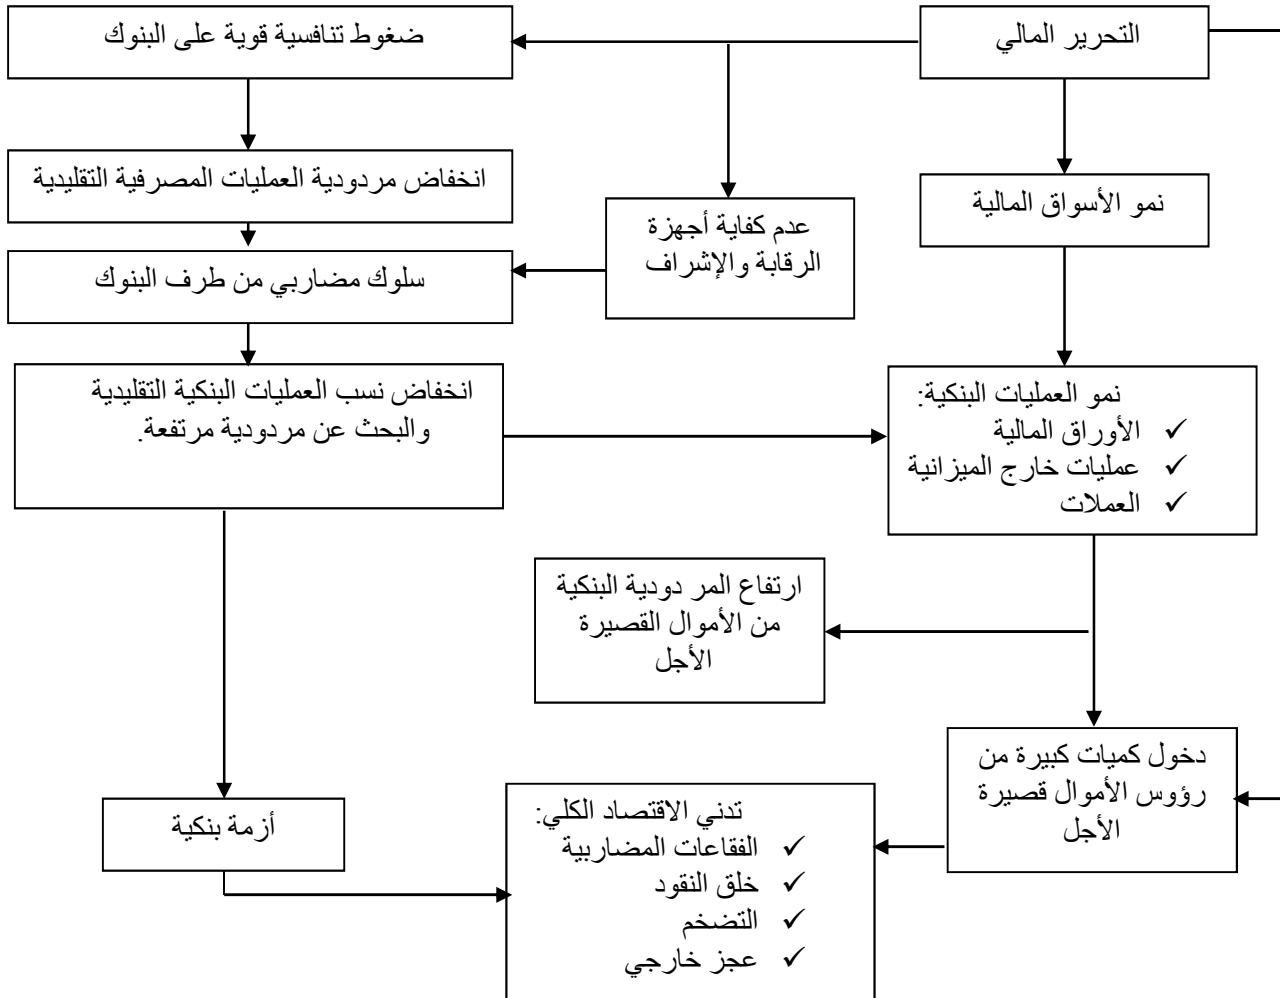 التحرير المالي
ضغوط تنافسية قوية على البنوك
انخفاض مردودية العمليات المصرفية التقليدية
نمو الأسواق المالية
عدم كفاية أجهزة
الرقابة والإشراف
سلوك مضاربي من طرف البنوك
نمو العمليات البنكية:
✓ الأوراق المالية
✓ عمليات خارج الميزانية
✓ العملات
انخفاض نسب العمليات البنكية التقليدية
والبحث عن مردودية مرتفعة.
ارتفاع المر دودية البنكية
من الأموال القصيرة
الأجل
دخول كميات كبيرة من
رؤوس الأموال قصيرة
الأجل
تدني الاقتصاد الكلي:
✓ الفقاعات المضاربية
✓ خلق النقود
✓ التضخم
✓ عجز خارجي
أزمة بنكية